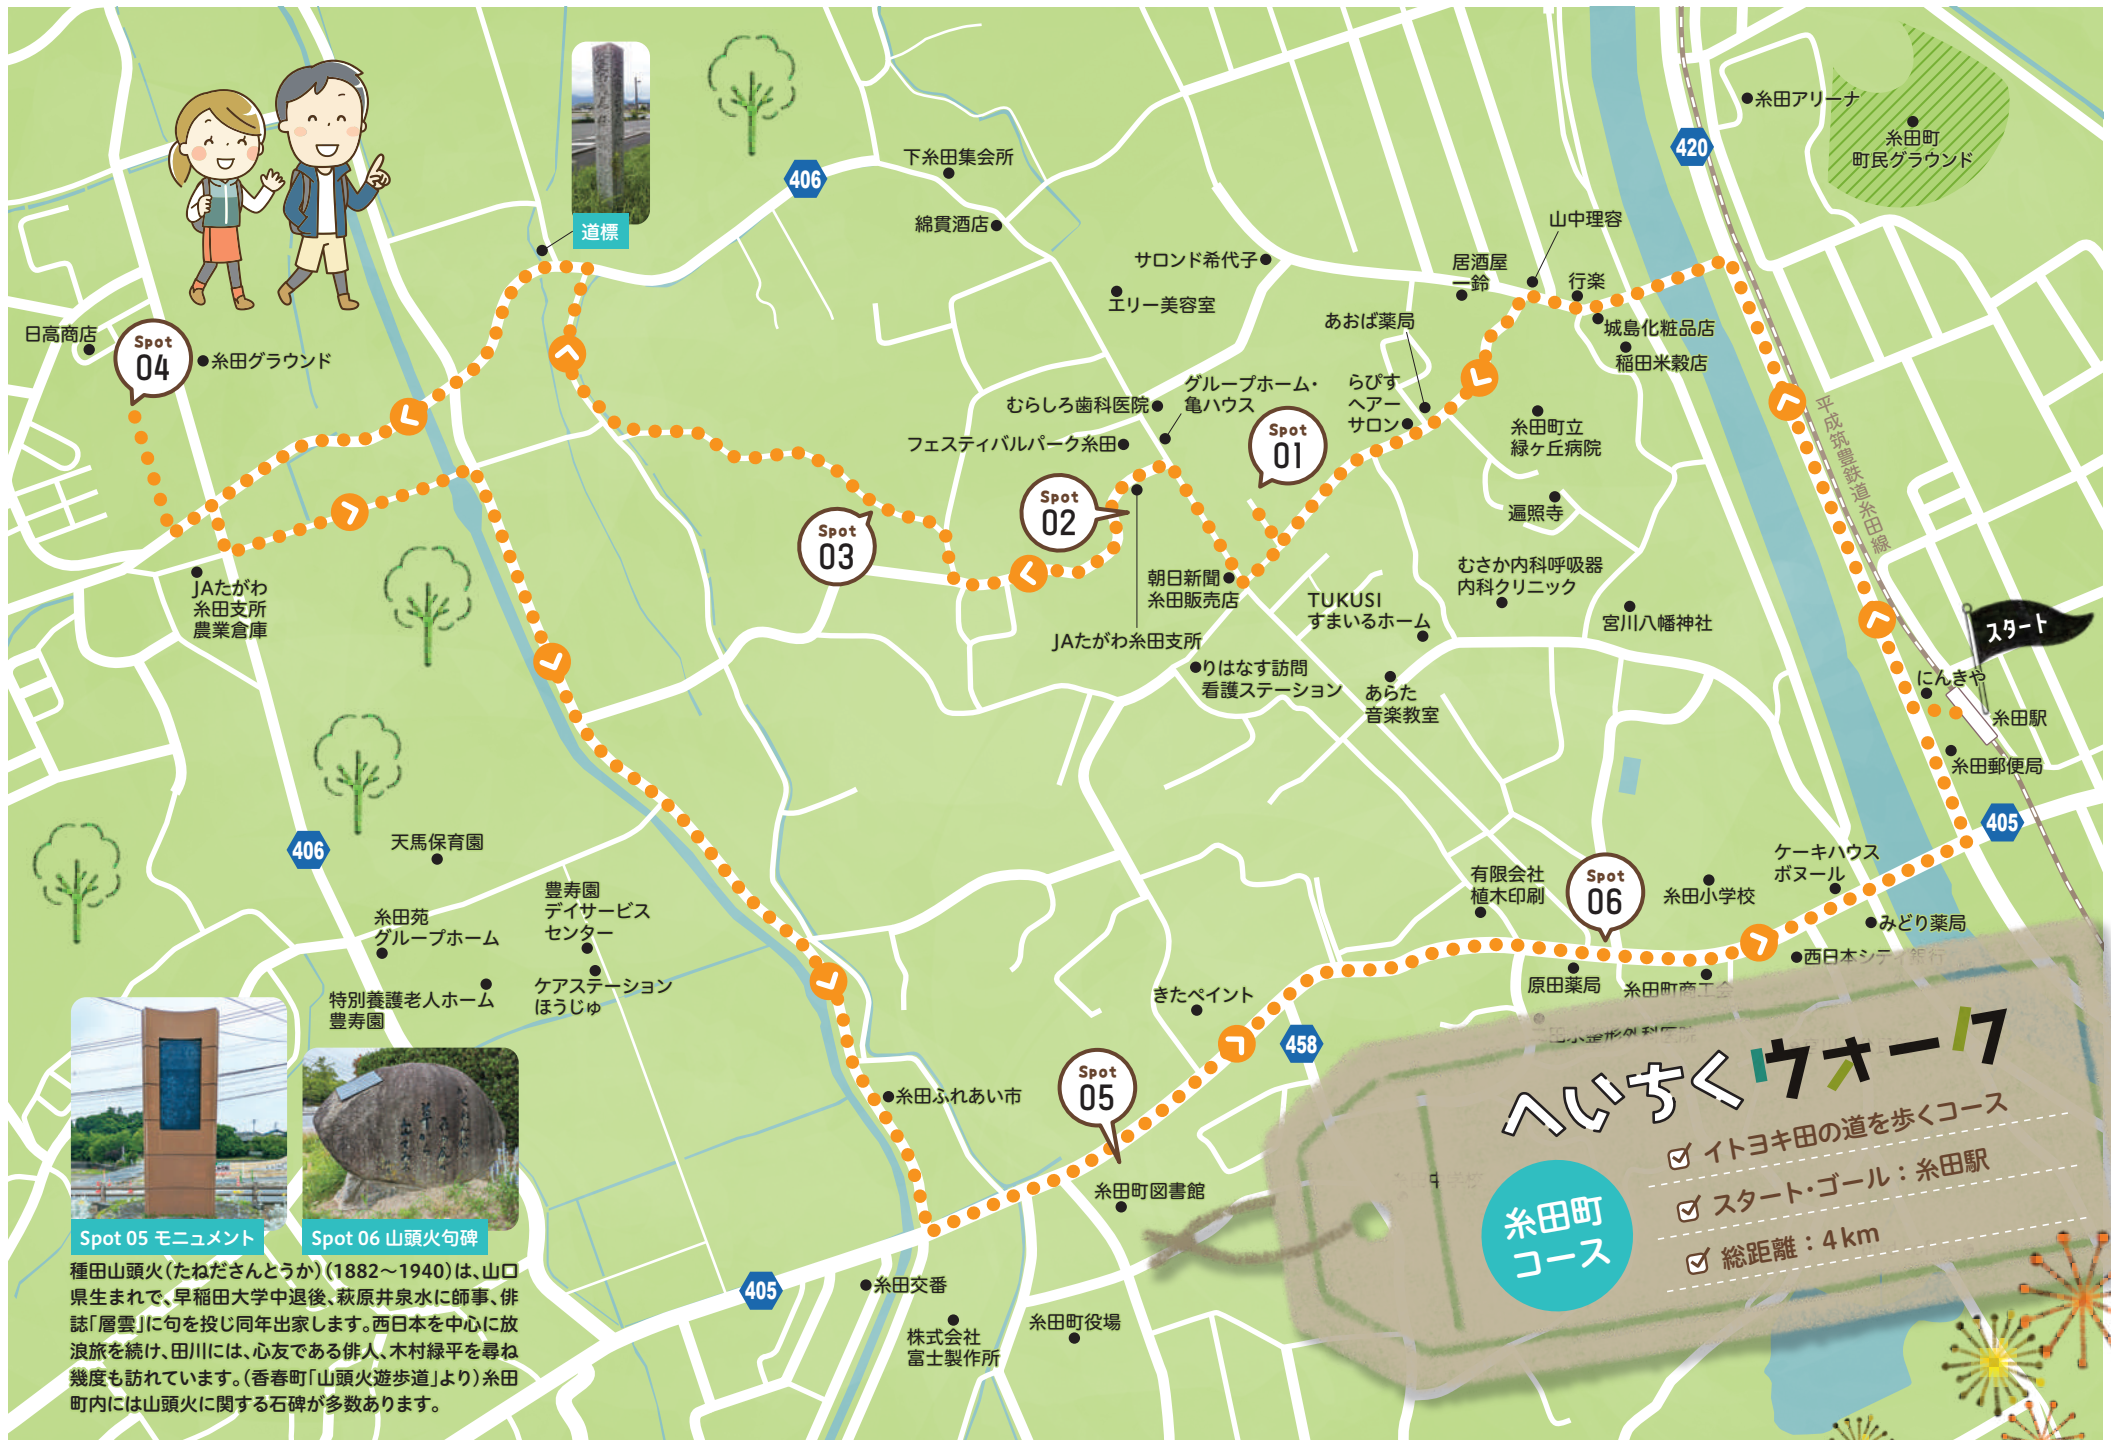 糸田アリーナ
糸田町
町民グラウンド
420
406
下糸田集会所
綿貫酒店
道標
サロンド希代子
エリー美容室
山中理容
居酒屋
一鈴
行楽
城島化粧品店
稲田米穀店
あおば薬局
日高商店
Spot
04
糸田グラウンド
グループホーム・
亀ハウス
らぴす
ヘアー
サロン
むらしろ歯科医院
フェスティバルパーク糸田
Spot
01
糸田町立
緑ヶ丘病院
平成筑豊鉄道糸田線
Spot
02
Spot
03
遍照寺
朝日新聞
糸田販売店
JAたがわ糸田支所
TUKUSI
すまいるホーム
むさか内科呼吸器
内科クリニック
宮川八幡神社
スタート
にんきや
糸田駅
糸田郵便局
JAたがわ
糸田支所
農業倉庫
りはなす訪問
看護ステーション
あらた
音楽教室
405
406
天馬保育園
糸田苑
グループホーム
豊寿園
デイサービス
センター
ケアステーション
ほうじゅ
特別養護老人ホーム
豊寿園
有限会社
植木印刷
Spot
06
糸田小学校
ケーキハウス
ボヌール
みどり薬局
西日本シティ銀行
原田薬局
糸田町商工会
きたペイント
458
Spot
05
糸田ふれあい市
糸田町図書館
405
糸田交番
株式会社
富士製作所
糸田町役場
へいちくウオーク
糸田町
コース
イトヨキ田の道を歩くコース
スタート・ゴール：糸田駅
総距離：4km
Spot 05 モニュメント
Spot 06 山頭火句碑
種田山頭火（たねださんとうか）（1882～1940）は、山口
県生まれで、早稲田大学中退後、萩原井泉水に師事、俳
誌「層雲」に句を投じ同年出家します。西日本を中心に放
浪旅を続け、田川には、心友である俳人、木村緑平を尋ね
幾度も訪れています。（香春町「山頭火遊歩道」より）糸田
町内には山頭火に関する石碑が多数あります。